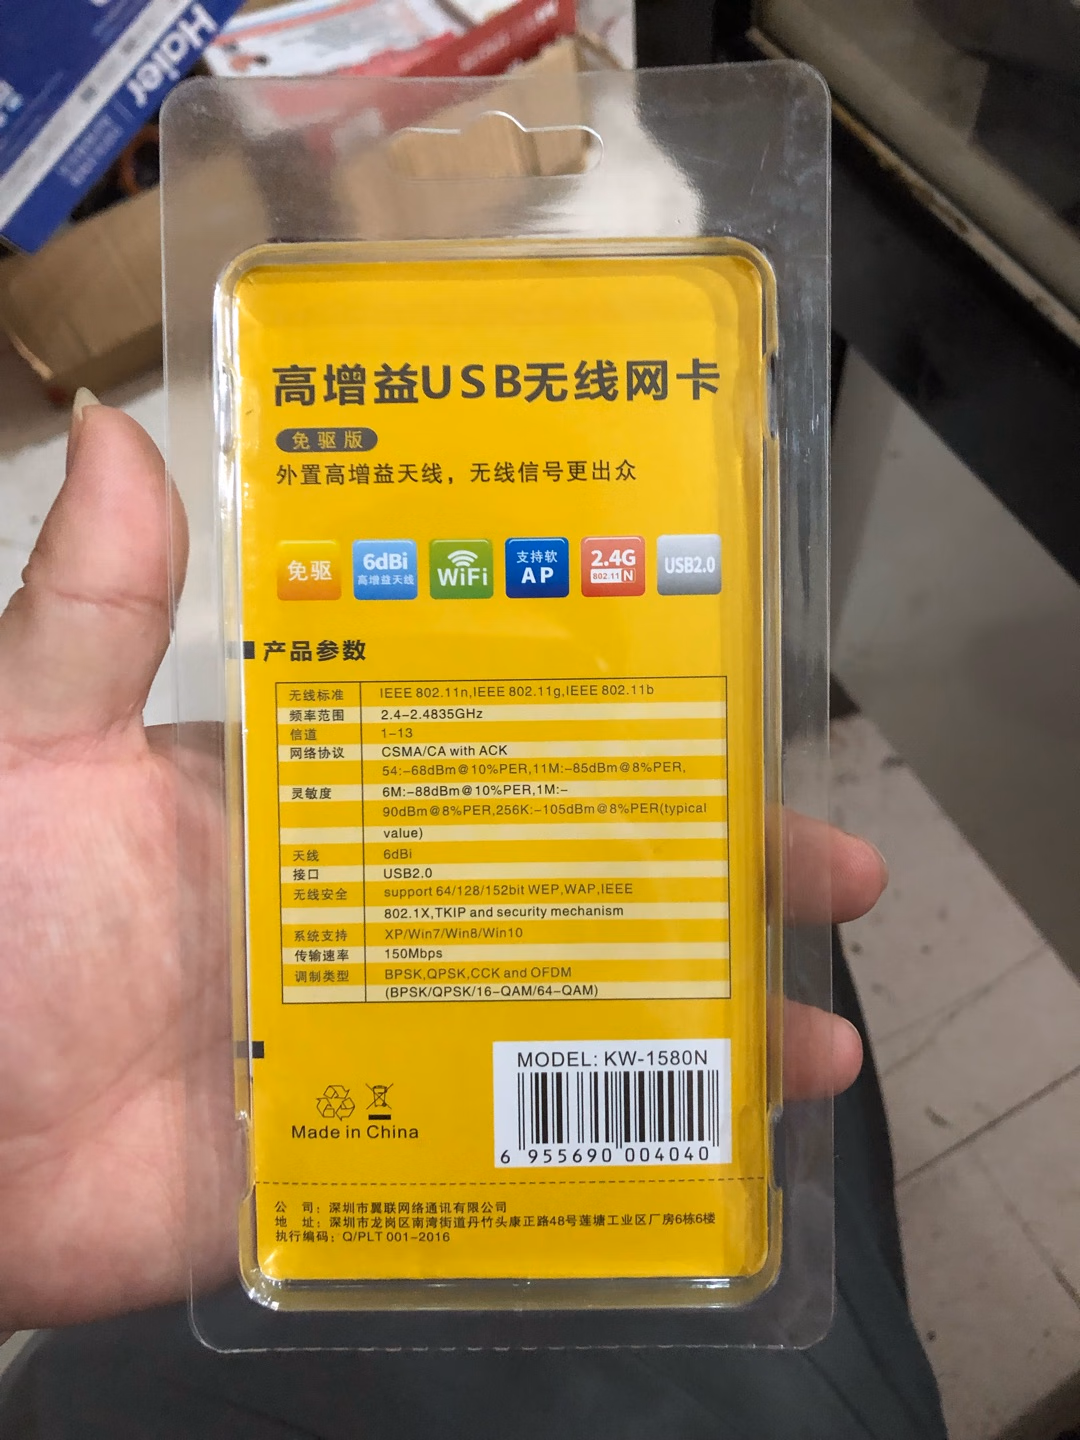 Haier
高增益USB无线网卡
免驱版
外置高增益天线，无线信号更出众
免驱
6dBi
高增益天线
WiFi
支持软
AP
2.4G
802.11 N
USB2.0
产品参数
无线标准 IEEE 802.11n,IEEE 802.11g,IEEE 802.11b
频率范围 2.4-2.4835GHz
信道 1-13
网络协议 CSMA/CA with ACK
54:-68dBm@10%PER,11M:-85dBm@8%PER,
灵敏度 6M:-88dBm@10%PER,1M:-
90dBm@8%PER,256K:-105dBm@8%PER(typical
value)
天线 6dBi
接口 USB2.0
无线安全 support 64/128/152bit WEP,WAP,IEEE
802.1X,TKIP and security mechanism
系统支持 XP/Win7/Win8/Win10
传输速率 150Mbps
调制类型 BPSK,QPSK,CCK and OFDM
(BPSK/QPSK/16-QAM/64-QAM)
MODEL: KW-1580N
6 955690 004040
Made in China
公 司：深圳市翼联网络通讯有限公司
地 址：深圳市龙岗区南湾街道丹竹头康正路48号莲塘工业区厂房6栋6楼
执行编码：Q/PLT 001-2016